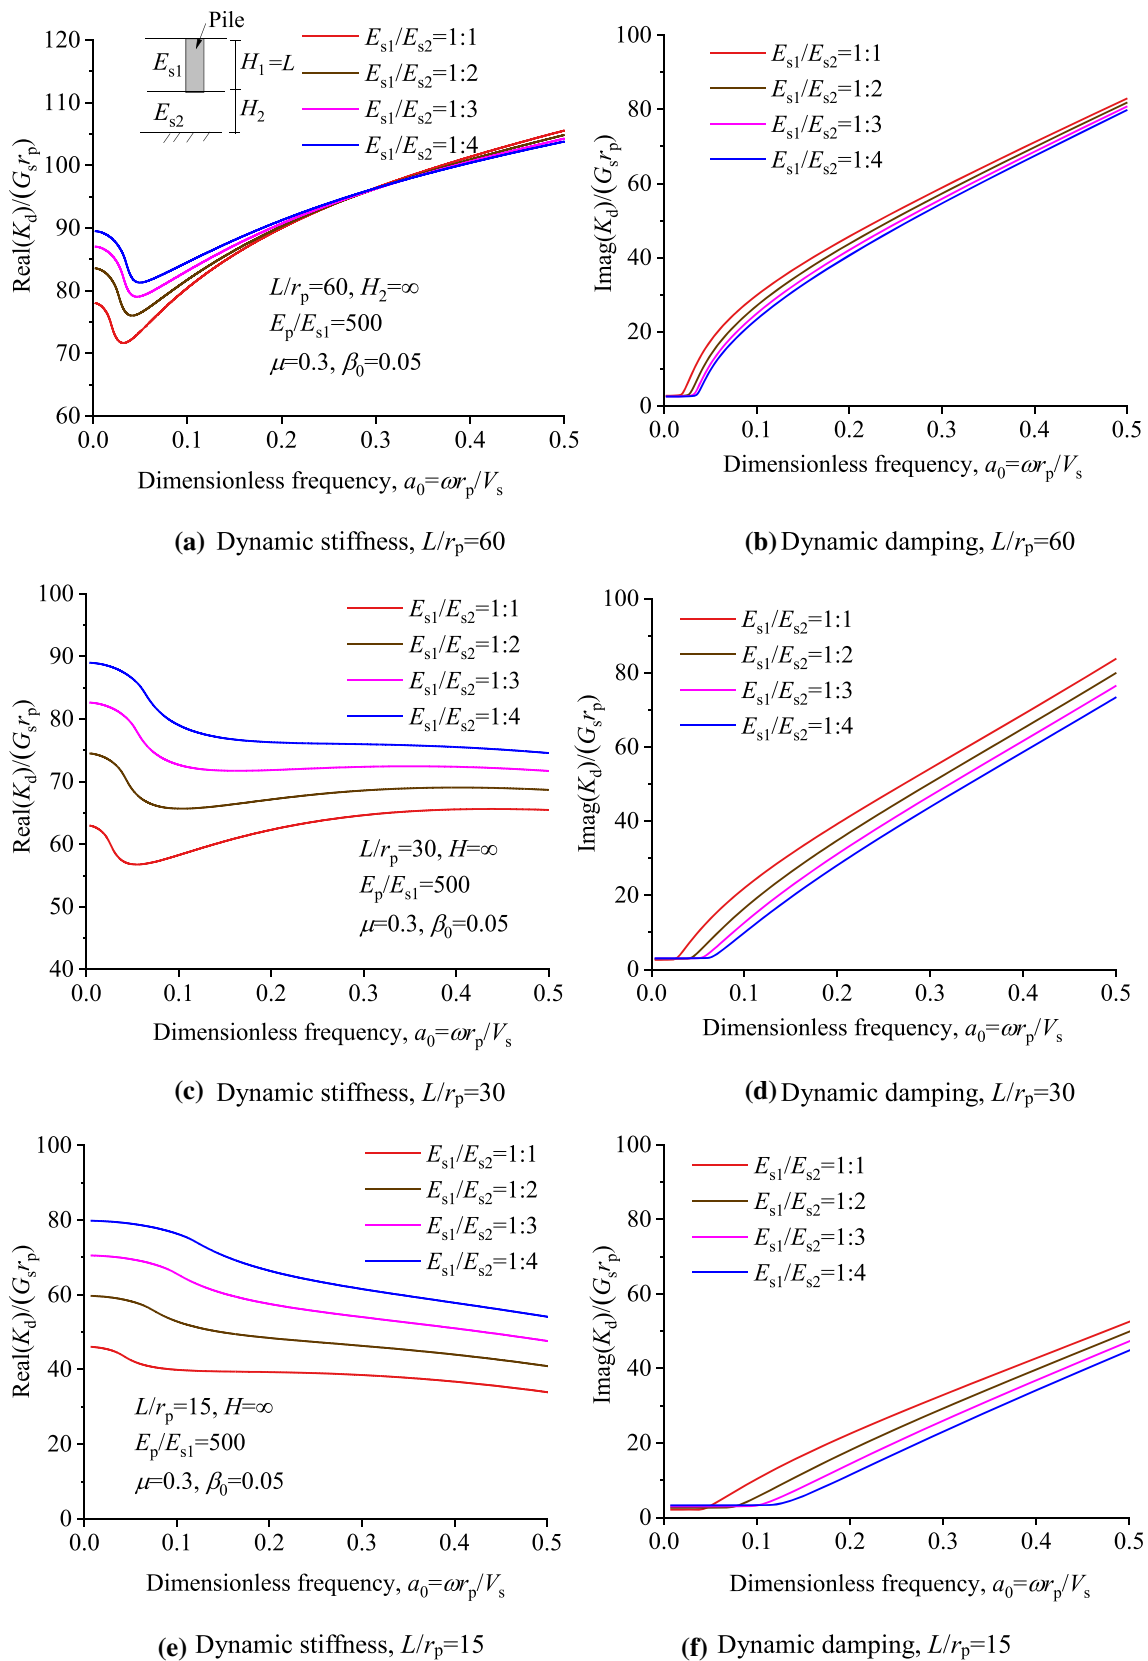 Pile
E_s1
H_1=L
E_s2
H_2
E_s1/E_s2=1:1
E_s1/E_s2=1:2
E_s1/E_s2=1:3
E_s1/E_s2=1:4
120
110
100
90
80
70
60
Real(K_d)/(G_s r_p)
L/r_p=60, H_2=∞
E_p/E_s1=500
μ=0.3, β_0=0.05
0.0 0.1 0.2 0.3 0.4 0.5
Dimensionless frequency, a_0=ωr_p/V_s
(a) Dynamic stiffness, L/r_p=60
E_s1/E_s2=1:1
E_s1/E_s2=1:2
E_s1/E_s2=1:3
E_s1/E_s2=1:4
100
80
60
40
20
0
Imag(K_d)/(G_s r_p)
0.0 0.1 0.2 0.3 0.4 0.5
Dimensionless frequency, a_0=ωr_p/V_s
(b) Dynamic damping, L/r_p=60
E_s1/E_s2=1:1
E_s1/E_s2=1:2
E_s1/E_s2=1:3
E_s1/E_s2=1:4
100
90
80
70
60
50
40
Real(K_d)/(G_s r_p)
L/r_p=30, H=∞
E_p/E_s1=500
μ=0.3, β_0=0.05
0.0 0.1 0.2 0.3 0.4 0.5
Dimensionless frequency, a_0=ωr_p/V_s
(c) Dynamic stiffness, L/r_p=30
E_s1/E_s2=1:1
E_s1/E_s2=1:2
E_s1/E_s2=1:3
E_s1/E_s2=1:4
100
80
60
40
20
0
Imag(K_d)/(G_s r_p)
0.0 0.1 0.2 0.3 0.4 0.5
Dimensionless frequency, a_0=ωr_p/V_s
(d) Dynamic damping, L/r_p=30
E_s1/E_s2=1:1
E_s1/E_s2=1:2
E_s1/E_s2=1:3
E_s1/E_s2=1:4
100
80
60
40
20
0
Real(K_d)/(G_s r_p)
L/r_p=15, H=∞
E_p/E_s1=500
μ=0.3, β_0=0.05
0.0 0.1 0.2 0.3 0.4 0.5
Dimensionless frequency, a_0=ωr_p/V_s
(e) Dynamic stiffness, L/r_p=15
E_s1/E_s2=1:1
E_s1/E_s2=1:2
E_s1/E_s2=1:3
E_s1/E_s2=1:4
100
80
60
40
20
0
Imag(K_d)/(G_s r_p)
0.0 0.1 0.2 0.3 0.4 0.5
Dimensionless frequency, a_0=ωr_p/V_s
(f) Dynamic damping, L/r_p=15